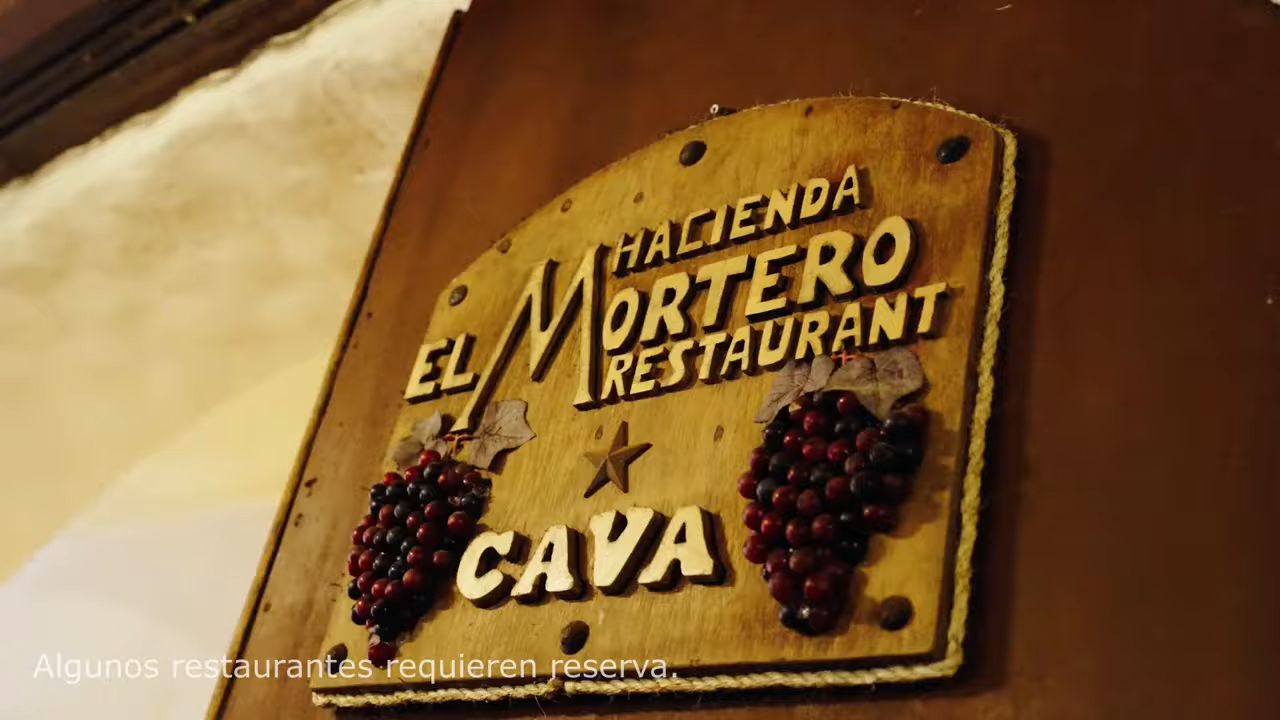 HACIENDA
EL MORTERO
RESTAURANT
CAVA
Algunos restaurantes requieren reserva.